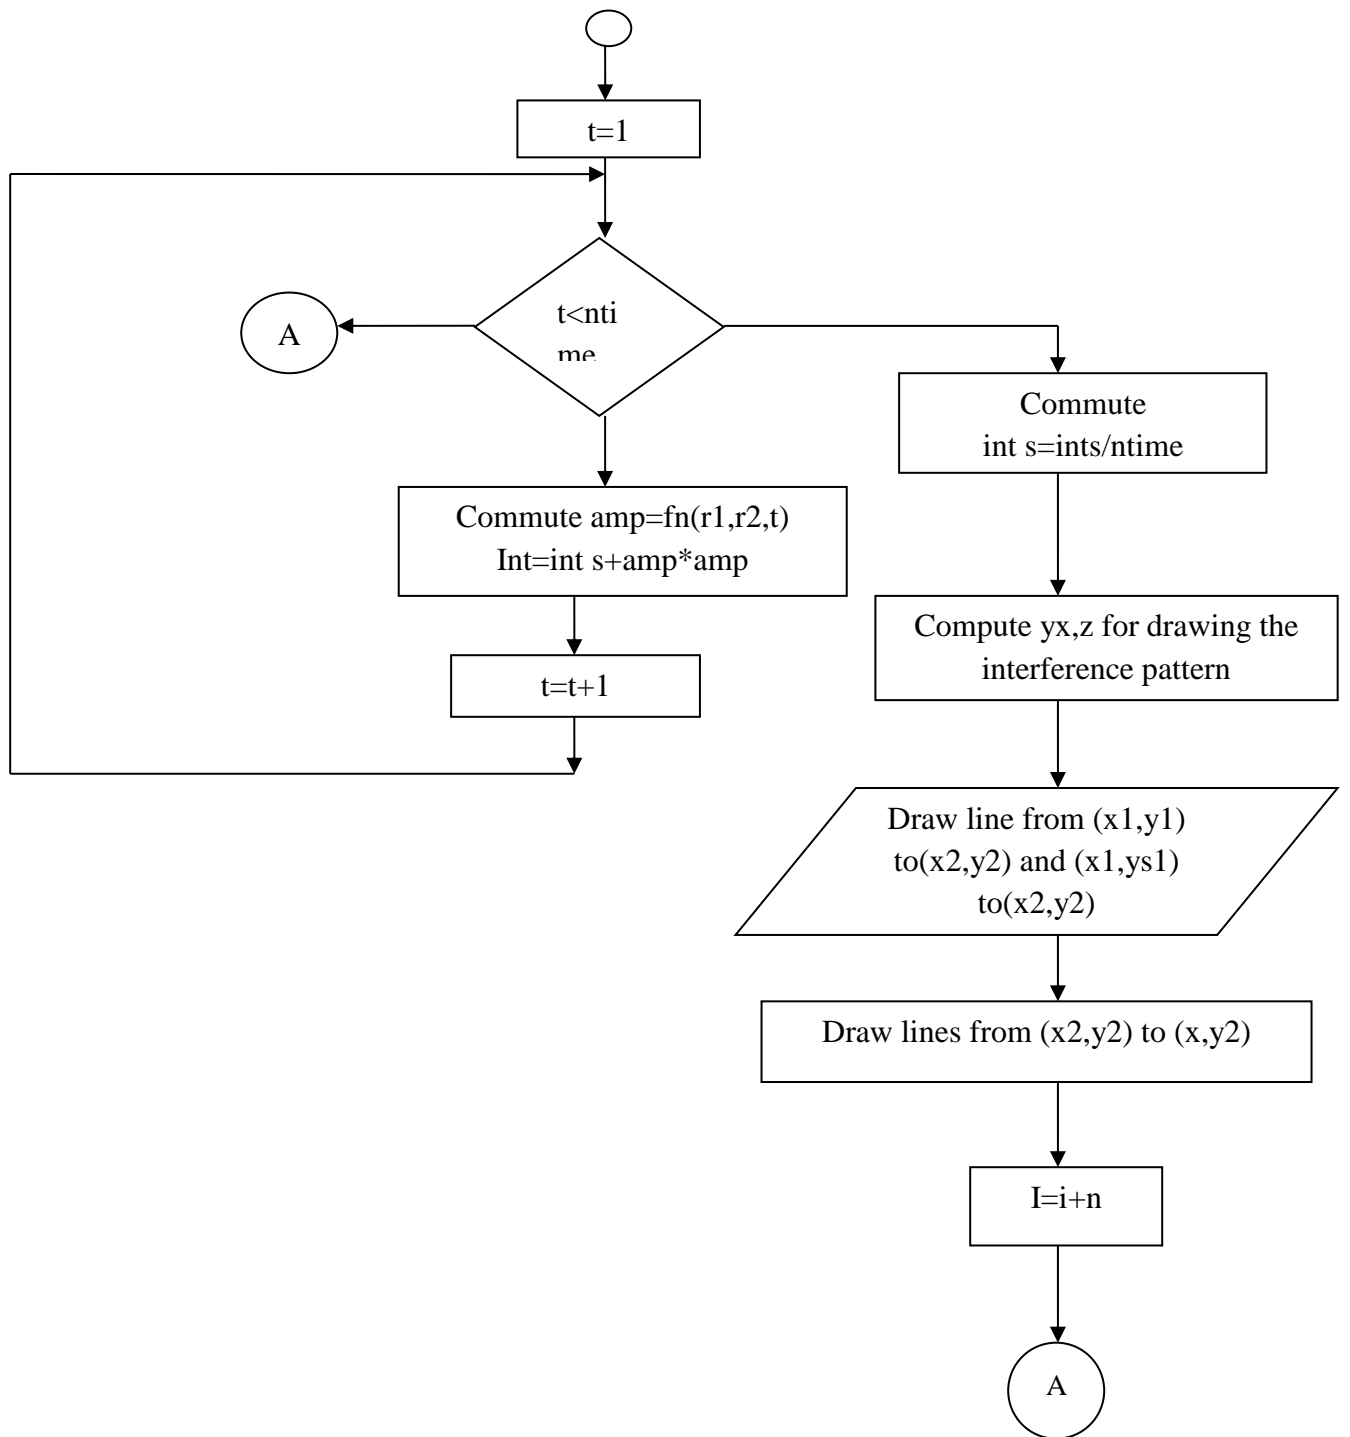 t=1
t<nti
me
A
Commute
int s=ints/ntime
Commute amp=fn(r1,r2,t)
Int=int s+amp*amp
t=t+1
Compute yx,z for drawing the
interference pattern
Draw line from (x1,y1)
to(x2,y2) and (x1,ys1)
to(x2,y2)
Draw lines from (x2,y2) to (x,y2)
I=i+n
A